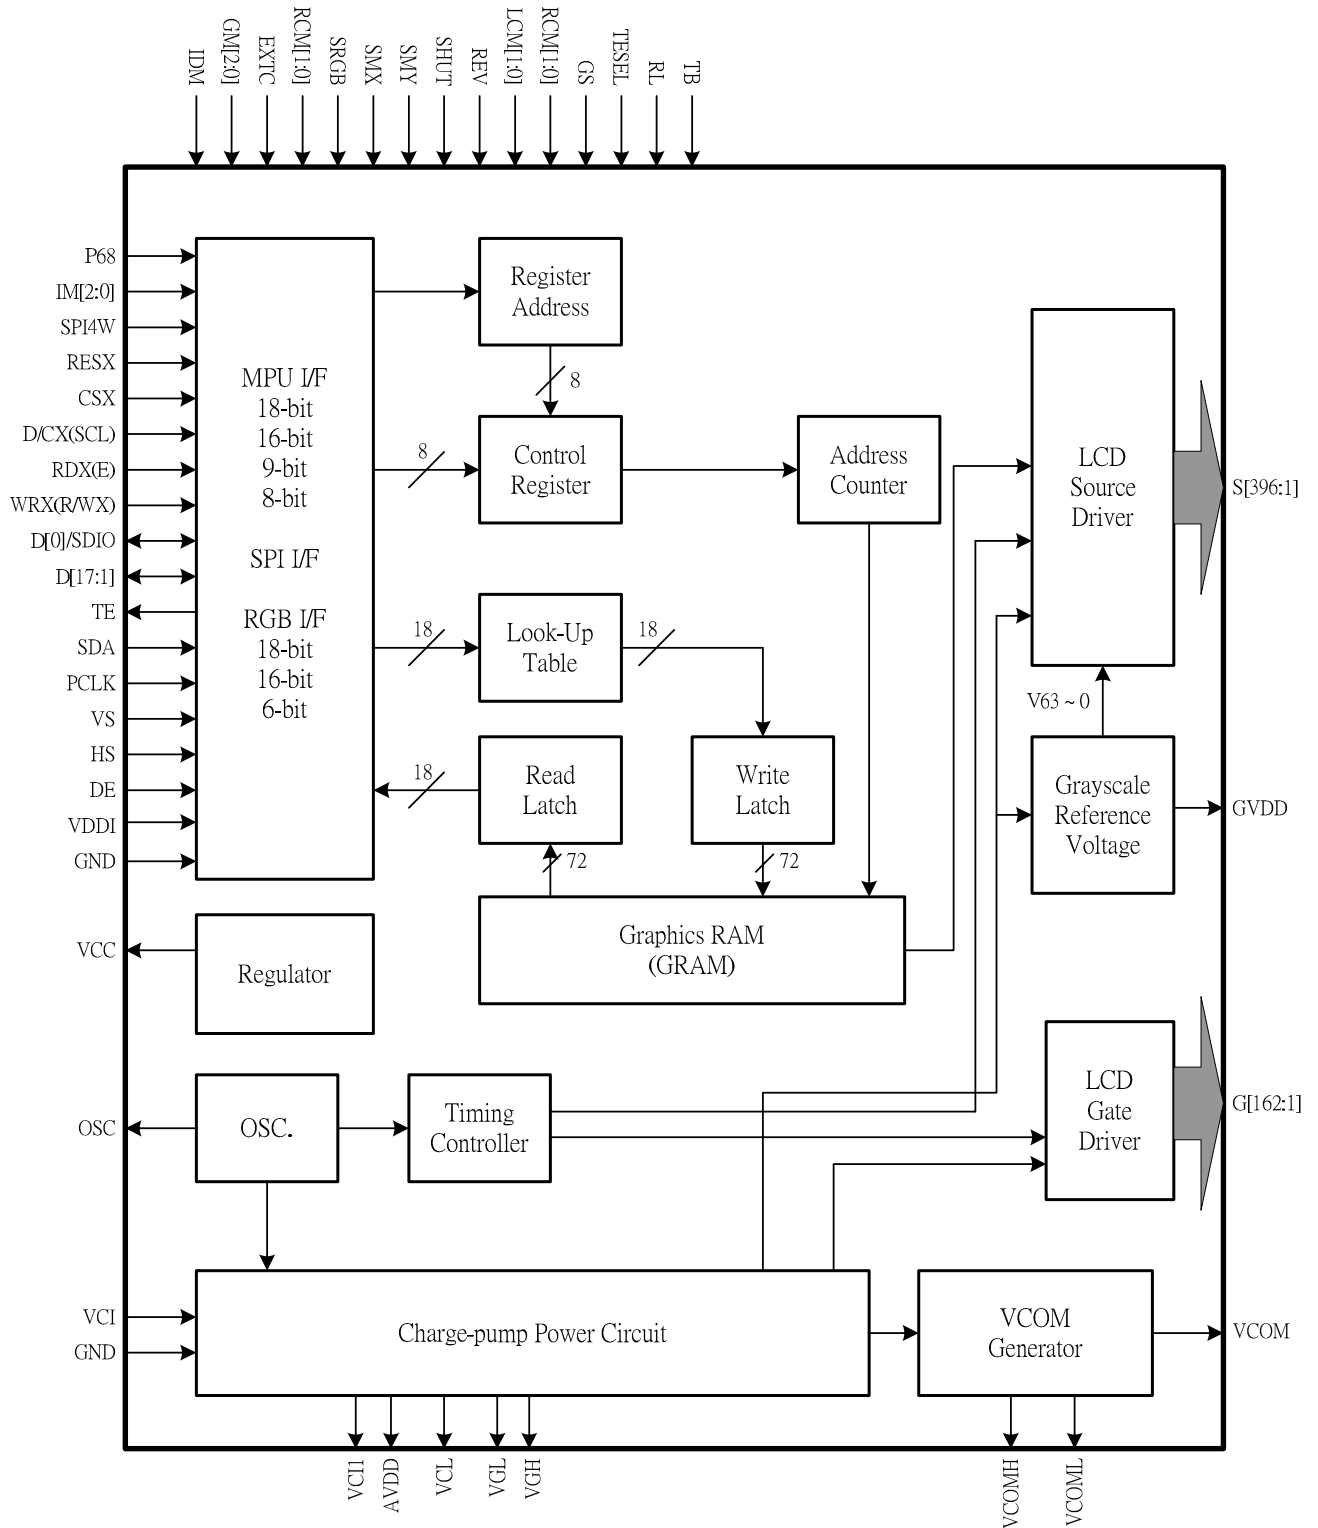 IDM
GM[2:0]
EXTC
RCM[1:0]
SRGB
SMX
SMY
SHUT
REV
LCM[1:0]
RCM[1:0]
GS
TESEL
RL
TB
P68
IM[2:0]
SPI4W
RESX
CSX
D/CX(SCL)
RDX(E)
WRX(R/WX)
D[0]/SDIO
D[17:1]
TE
SDA
PCLK
VS
HS
DE
VDDI
GND
MPU I/F
18-bit
16-bit
9-bit
8-bit
SPI I/F
RGB I/F
18-bit
16-bit
6-bit
Register
Address
8
8
Control
Register
Address
Counter
18
Look-Up
Table
18
18
Read
Latch
Write
Latch
72
72
Graphics RAM
(GRAM)
LCD
Source
Driver
S[396:1]
V63 ~ 0
Grayscale
Reference
Voltage
GVDD
VCC
Regulator
OSC
OSC.
Timing
Controller
LCD
Gate
Driver
G[162:1]
VCI
GND
Charge-pump Power Circuit
VCOM
Generator
VCOM
VCI1
AVDD
VCL
VGL
VGH
VCOMH
VCOML